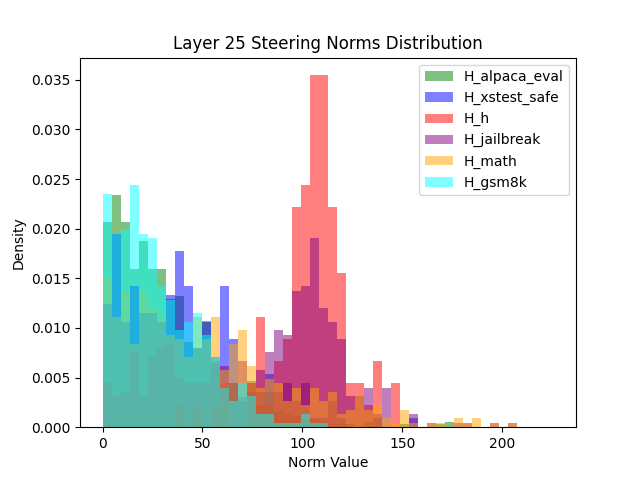 Layer 25 Steering Norms Distribution
H_alpaca_eval
H_xstest_safe
H_h
H_jailbreak
H_math
H_gsm8k
0.035
0.030
0.025
0.020
0.015
0.010
0.005
0.000
Density
0 50 100 150 200
Norm Value